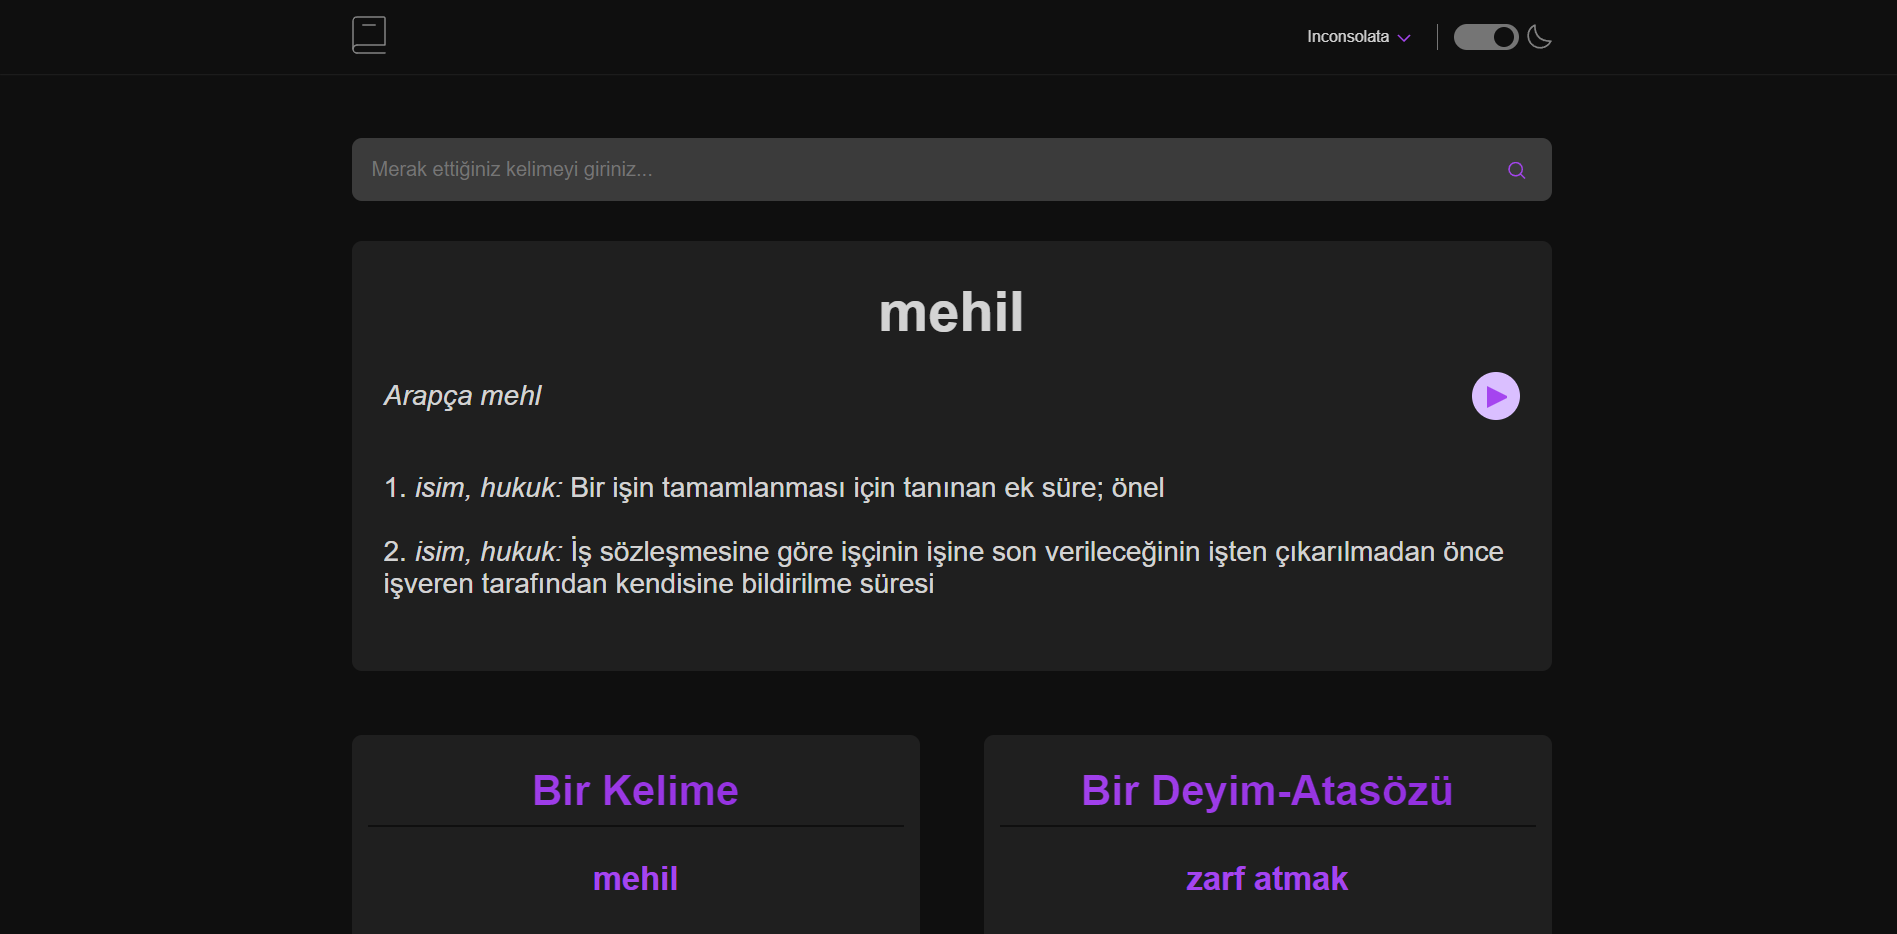 Inconsolata
Merak ettiğiniz kelimeyi giriniz...
mehil
Arapça mehl
1. isim, hukuk: Bir işin tamamlanması için tanınan ek süre; önel
2. isim, hukuk: İş sözleşmesine göre işçinin işine son verileceğinin işten çıkarılmadan önce
işveren tarafından kendisine bildirilme süresi
Bir Kelime
mehil
Bir Deyim-Atasözü
zarf atmak